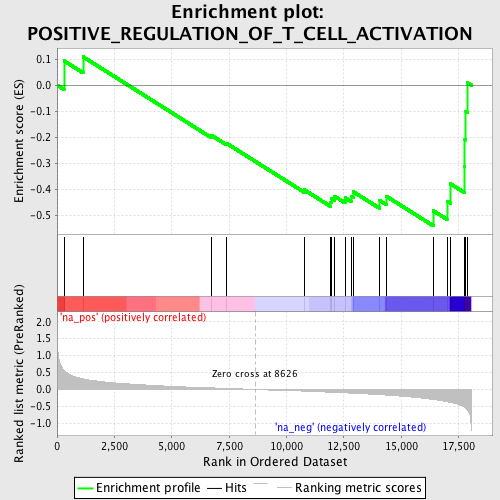 Enrichment plot:
POSITIVE_REGULATION_OF_T_CELL_ACTIVATION
Enrichment score (ES)
0.1
0.0
-0.1
-0.2
-0.3
-0.4
-0.5
'na_pos' (positively correlated)
Ranked list metric (PreRanked)
2.0
1.5
1.0
0.5
0.0
-0.5
-1.0
Zero cross at 8626
'na_neg' (negatively correlated)
0
2,500
5,000
7,500
10,000
12,500
15,000
17,500
Rank in Ordered Dataset
Enrichment profile
Hits
Ranking metric scores